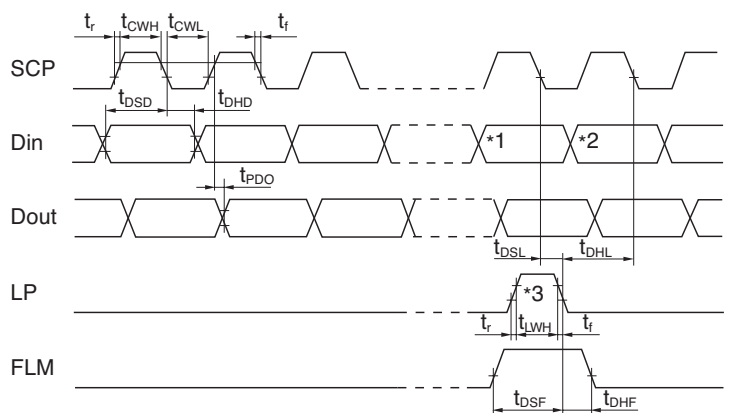 tr tCWH tCWL tf
SCP
tDSD tDHD
Din *1 *2
tPDO
Dout
tDSL tDHL
LP *3
tr tLWH tf
FLM
tDSF tDHF